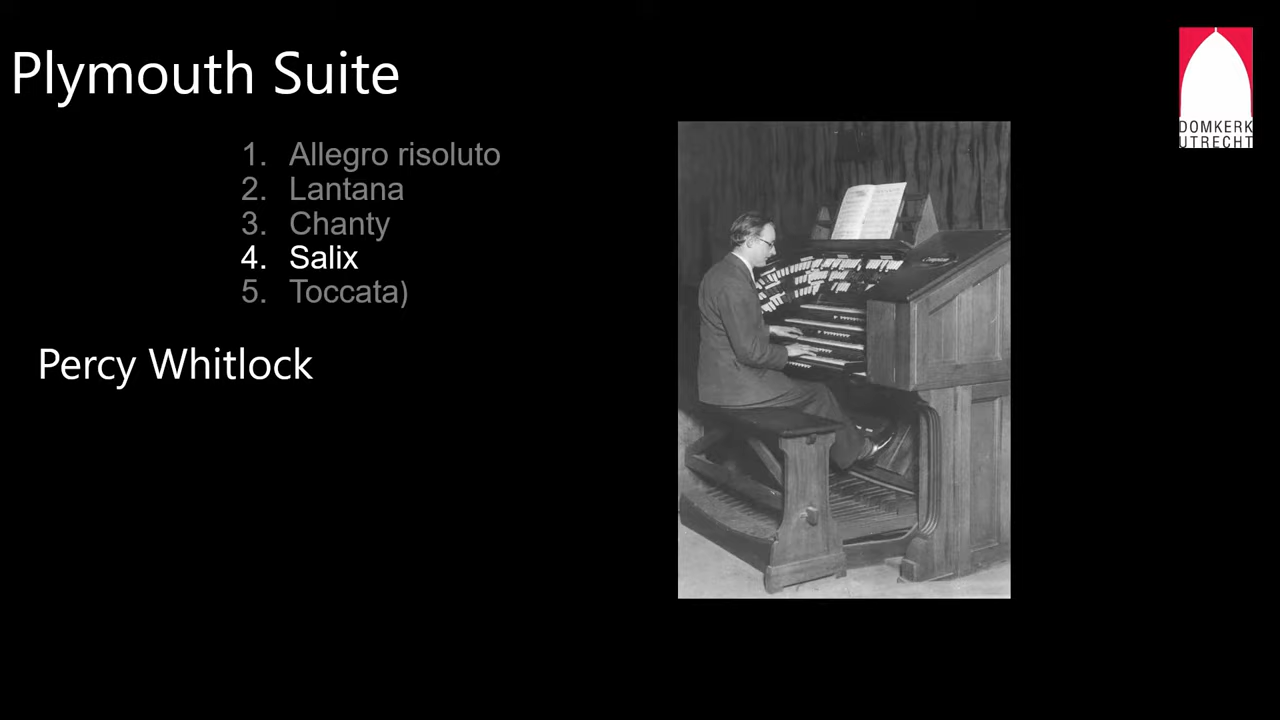 Plymouth Suite
1. Allegro risoluto
2. Lantana
3. Chanty
4. Salix
5. Toccata)
Percy Whitlock
DOMKERK
UTRECHT